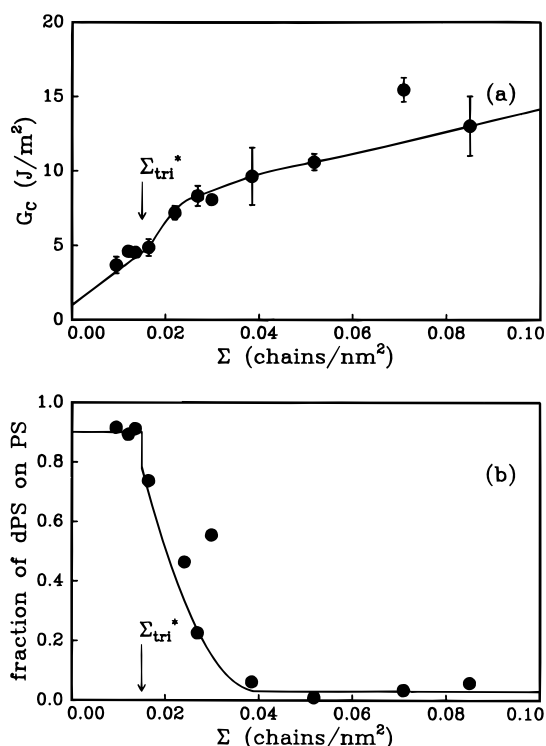 20
15
10
5
0
G_C (J/m²)
(a)
Σ_tri*
0.00 0.02 0.04 0.06 0.08 0.10
Σ (chains/nm²)
1.0
0.8
0.6
0.4
0.2
0.0
fraction of dPS on PS
(b)
Σ_tri*
0.00 0.02 0.04 0.06 0.08 0.10
Σ (chains/nm²)